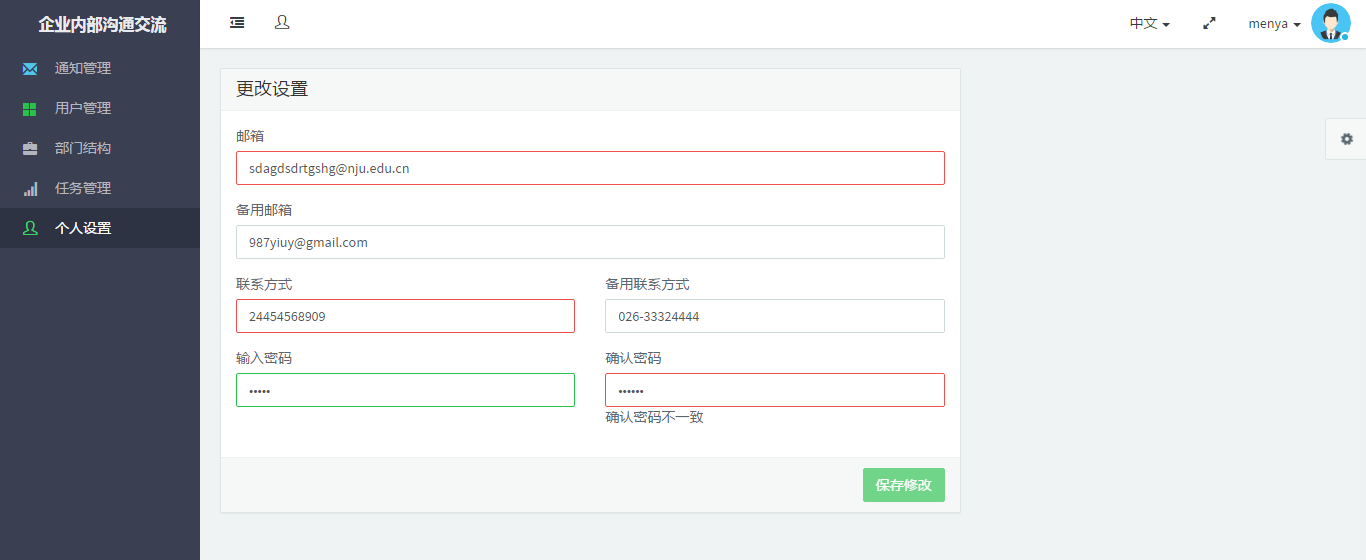 企业内部沟通交流
中文
menya
通知管理
用户管理
部门结构
任务管理
个人设置
更改设置
邮箱
sdagdsdrtgshg@nju.edu.cn
备用邮箱
987yiuy@gmail.com
联系方式
备用联系方式
24454568909
026-33324444
输入密码
确认密码
•••••
••••••
确认密码不一致
保存修改